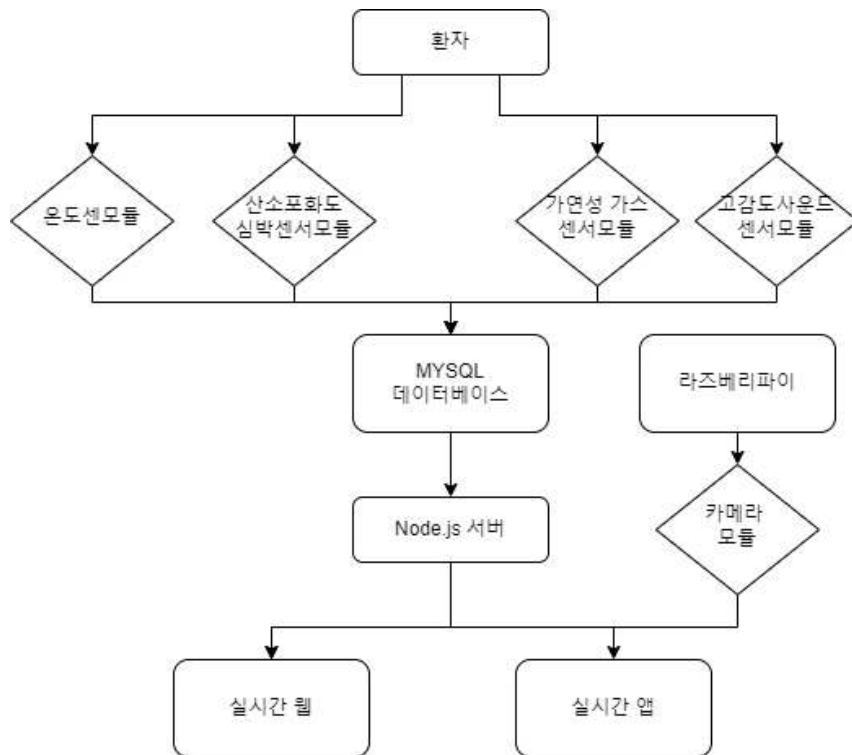 환자
온도센모듈
산소포화도
심박센서모듈
가연성 가스
센서모듈
고감도사운드
센서모듈
MYSQL
데이터베이스
라즈베리파이
Node.js 서버
카메라
모듈
실시간 웹
실시간 앱